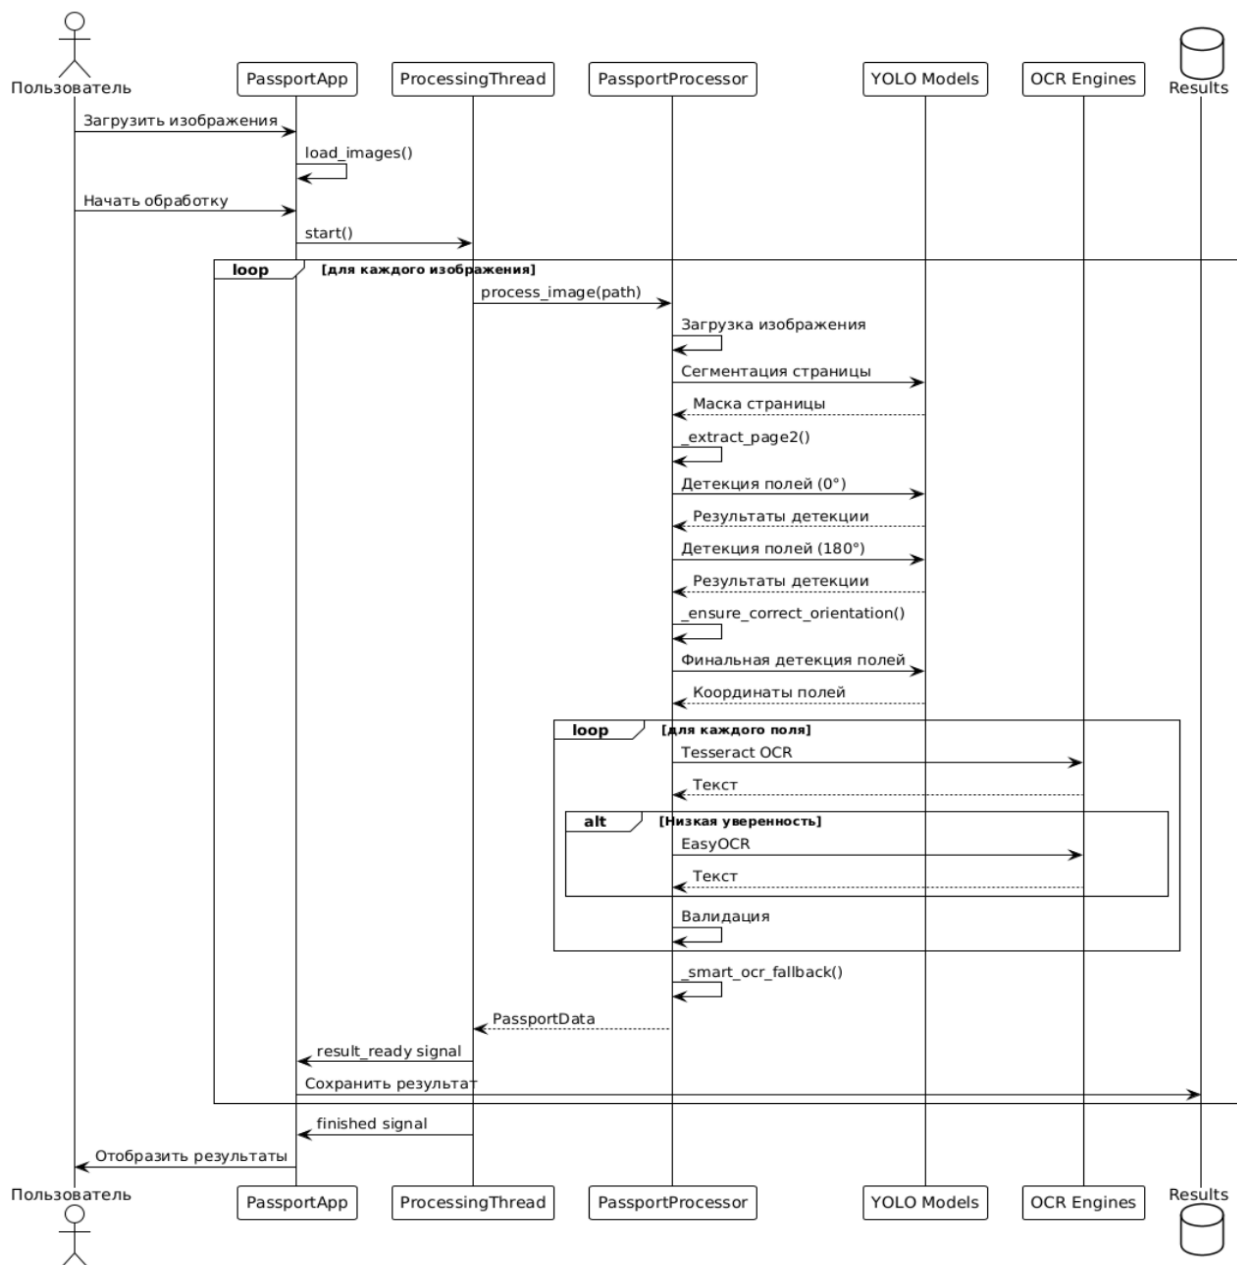 Пользователь
PassportApp
ProcessingThread
PassportProcessor
YOLO Models
OCR Engines
Results
Загрузить изображения
load_images()
Начать обработку
start()
loop [для каждого изображения]
process_image(path)
Загрузка изображения
Сегментация страницы
Маска страницы
_extract_page2()
Детекция полей (0°)
Результаты детекции
Детекция полей (180°)
Результаты детекции
_ensure_correct_orientation()
Финальная детекция полей
Координаты полей
loop [для каждого поля]
Tesseract OCR
Текст
alt [Низкая уверенность]
EasyOCR
Текст
Валидация
_smart_ocr_fallback()
PassportData
result_ready signal
Сохранить результат
finished signal
Отобразить результаты
Пользователь
PassportApp
ProcessingThread
PassportProcessor
YOLO Models
OCR Engines
Results